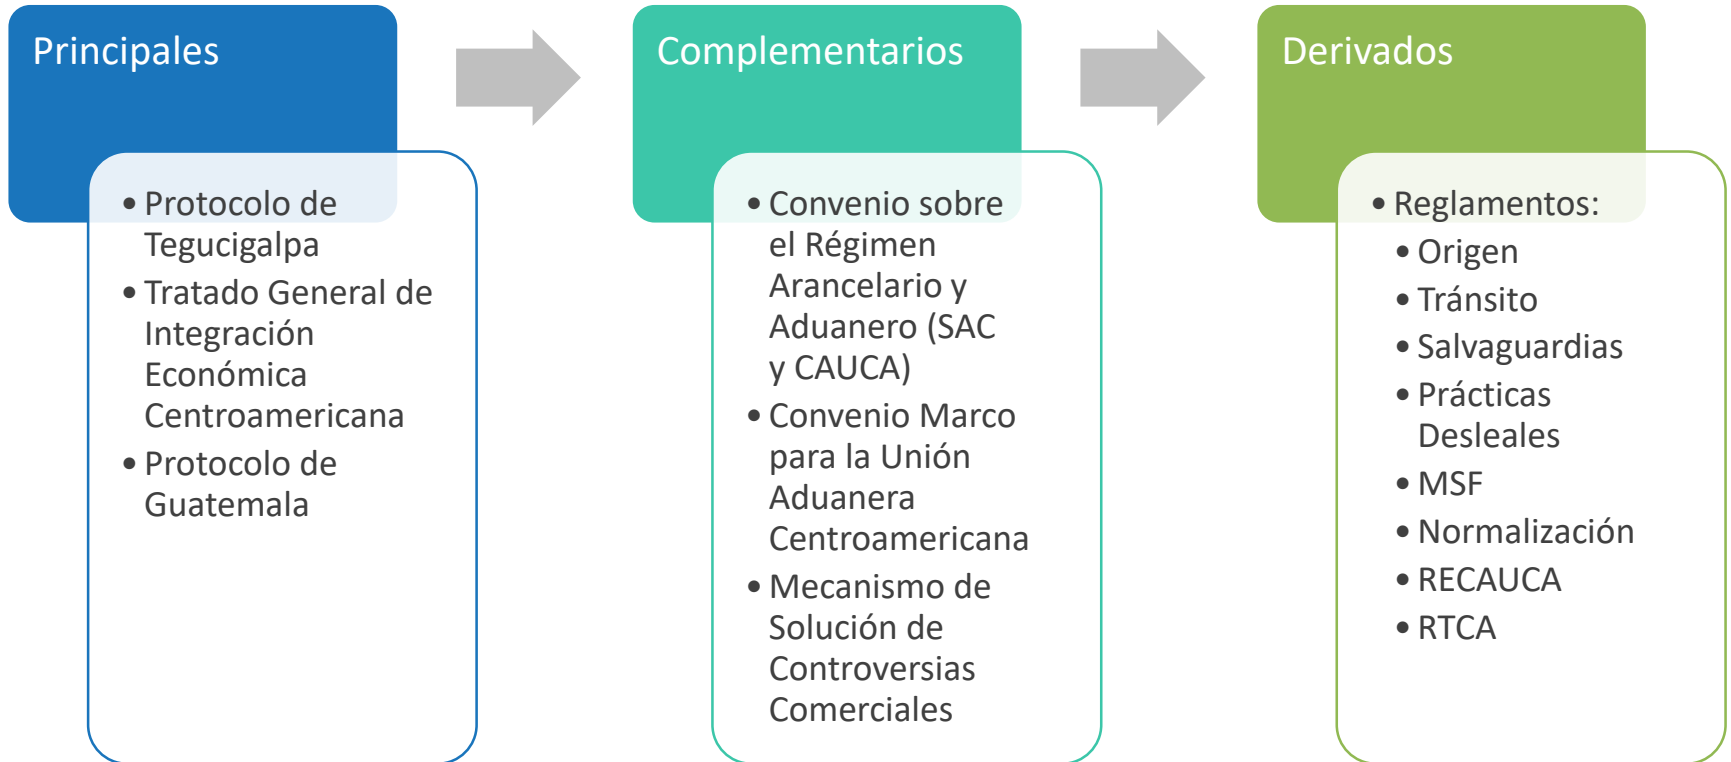 Principales
• Protocolo de
Tegucigalpa
• Tratado General de
Integración
Económica
Centroamericana
• Protocolo de
Guatemala
Complementarios
• Convenio sobre
el Régimen
Arancelario y
Aduanero (SAC
y CAUCA)
• Convenio Marco
para la Unión
Aduanera
Centroamericana
• Mecanismo de
Solución de
Controversias
Comerciales
Derivados
• Reglamentos:
• Origen
• Tránsito
• Salvaguardias
• Prácticas
Desleales
• MSF
• Normalización
• RECAUCA
• RTCA